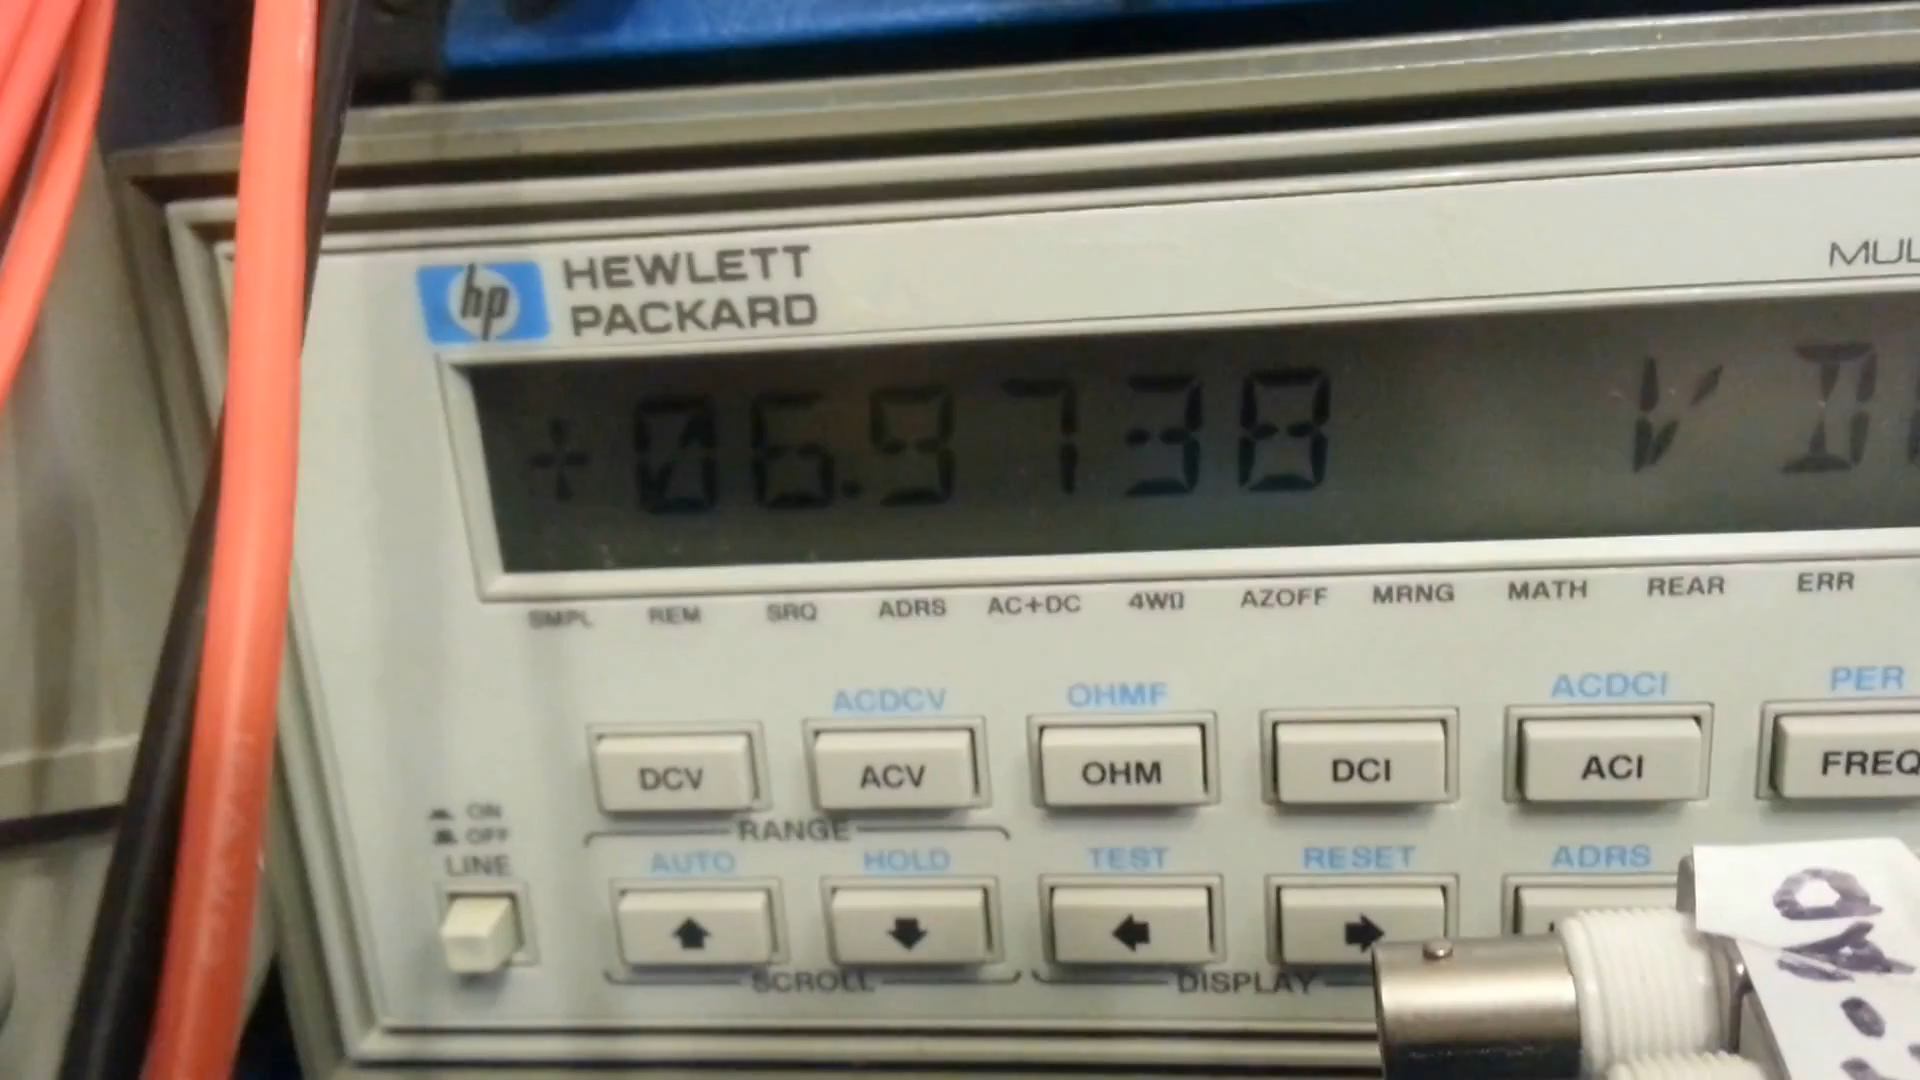 hp HEWLETT
PACKARD
MUL
+06.9738 V D
SMPL REM SRQ ADRS AC+DC 4WΩ AZOFF MRNG MATH REAR ERR
ACDCV OHMF ACDCI PER
DCV ACV OHM DCI ACI FREQ
ON
OFF
LINE
RANGE
AUTO HOLD TEST RESET ADRS
SCROLL DISPLAY